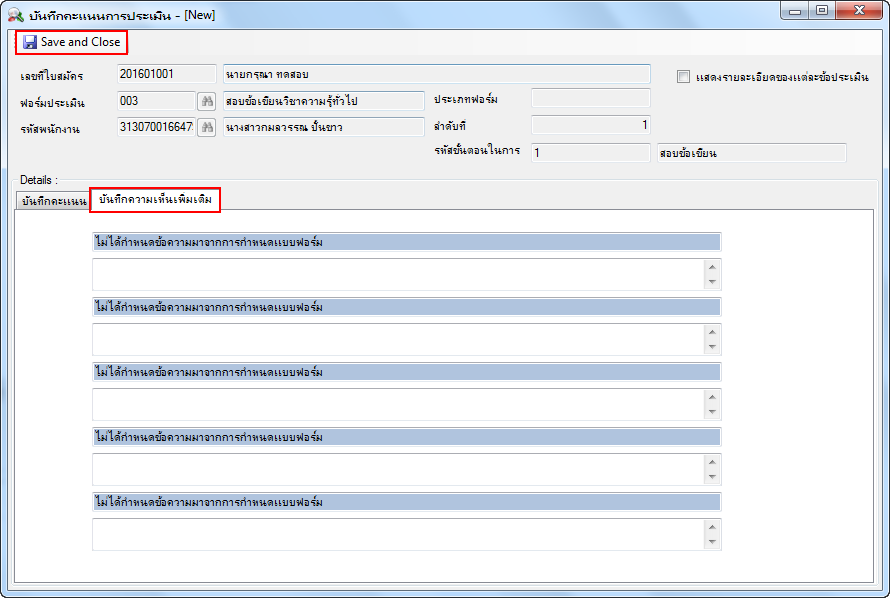 บันทึกคะแนนการประเมิน - [New]
Save and Close
เลขที่ใบสมัคร 201601001 นายกรุณา ทดสอบ แสดงรายละเอียดของแต่ละข้อประเมิน
ฟอร์มประเมิน 003 สอบข้อเขียนวิชาความรู้ทั่วไป ประเภทฟอร์ม
รหัสพนักงาน 313070016647 นางสาวกมลวรรณ ปั้นขาว ลำดับที่ 1
รหัสขั้นตอนในการ 1 สอบข้อเขียน
Details :
บันทึกคะแนน บันทึกความเห็นเพิ่มเติม
ไม่ได้กำหนดข้อความมาจากการกำหนดแบบฟอร์ม
ไม่ได้กำหนดข้อความมาจากการกำหนดแบบฟอร์ม
ไม่ได้กำหนดข้อความมาจากการกำหนดแบบฟอร์ม
ไม่ได้กำหนดข้อความมาจากการกำหนดแบบฟอร์ม
ไม่ได้กำหนดข้อความมาจากการกำหนดแบบฟอร์ม